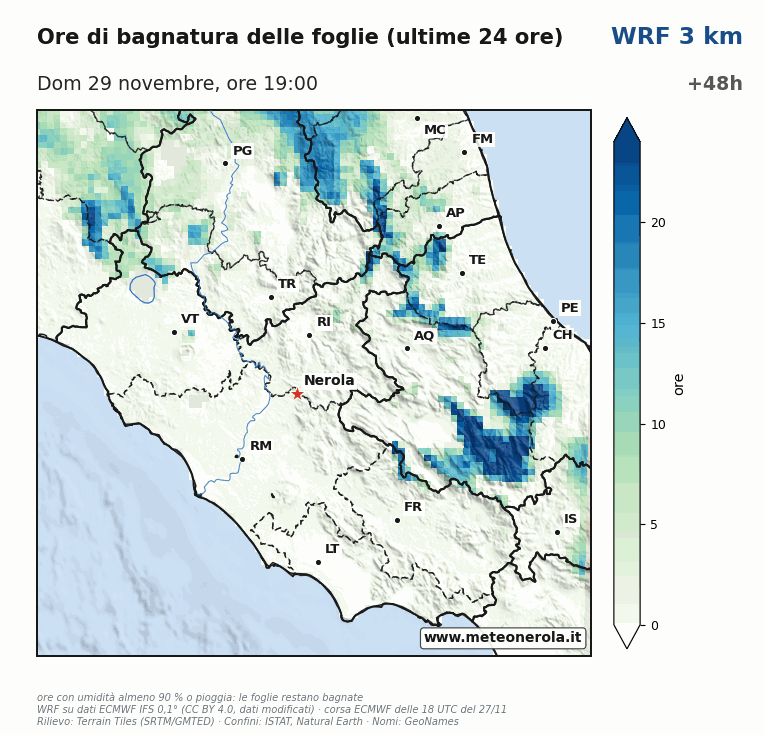 Ore di bagnatura delle foglie (ultime 24 ore)
WRF 3 km
Dom 29 novembre, ore 19:00
+48h
MC
FM
PG
AP
TE
TR
PE
VT
RI
AQ
CH
Nerola
RM
FR
IS
LT
www.meteonerola.it
20
15
10
5
0
ore
ore con umidità almeno 90 % o pioggia: le foglie restano bagnate
WRF su dati ECMWF IFS 0,1° (CC BY 4.0, dati modificati) · corsa ECMWF delle 18 UTC del 27/11
Rilievo: Terrain Tiles (SRTM/GMTED) · Confini: ISTAT, Natural Earth · Nomi: GeoNames